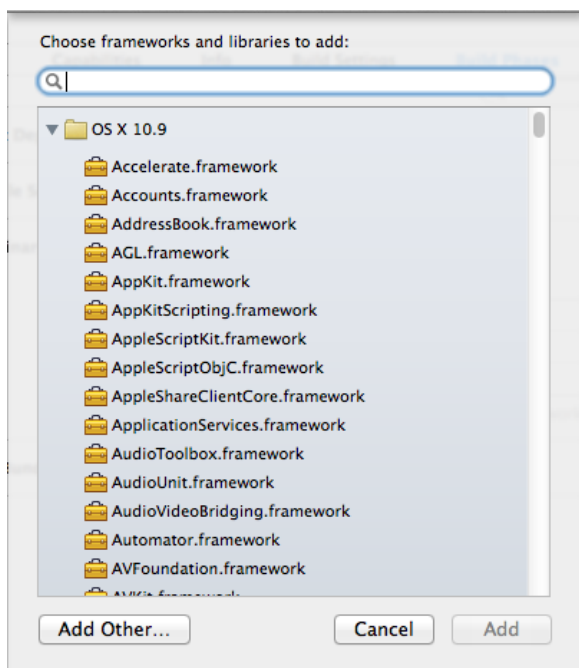 Choose frameworks and libraries to add:
OS X 10.9
Accelerate.framework
Accounts.framework
AddressBook.framework
AGL.framework
AppKit.framework
AppKitScripting.framework
AppleScriptKit.framework
AppleScriptObjC.framework
AppleShareClientCore.framework
ApplicationServices.framework
AudioToolbox.framework
AudioUnit.framework
AudioVideoBridging.framework
Automator.framework
AVFoundation.framework
AVKit.framework
Add Other... Cancel Add